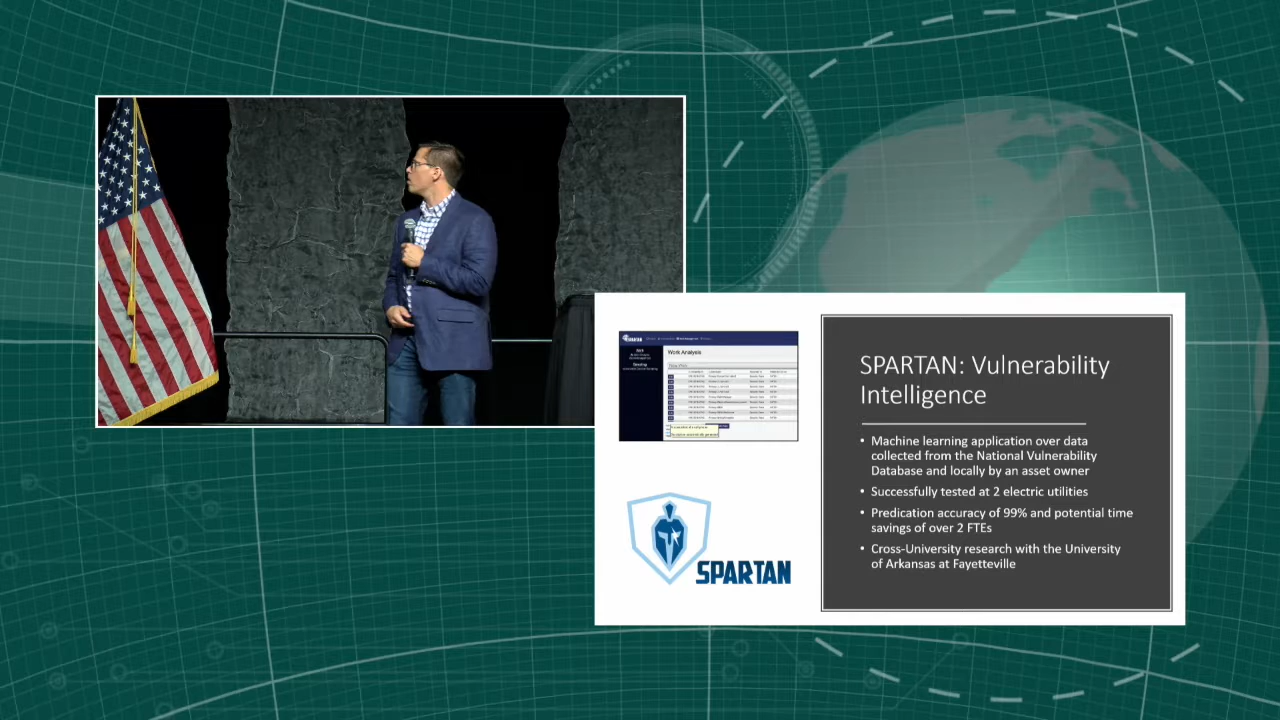 SPARTAN
Work Analysis
SPARTAN
SPARTAN: Vulnerability
Intelligence
• Machine learning application over data
collected from the National Vulnerability
Database and locally by an asset owner
• Successfully tested at 2 electric utilities
• Predication accuracy of 99% and potential time
savings of over 2 FTEs
• Cross-University research with the University
of Arkansas at Fayetteville